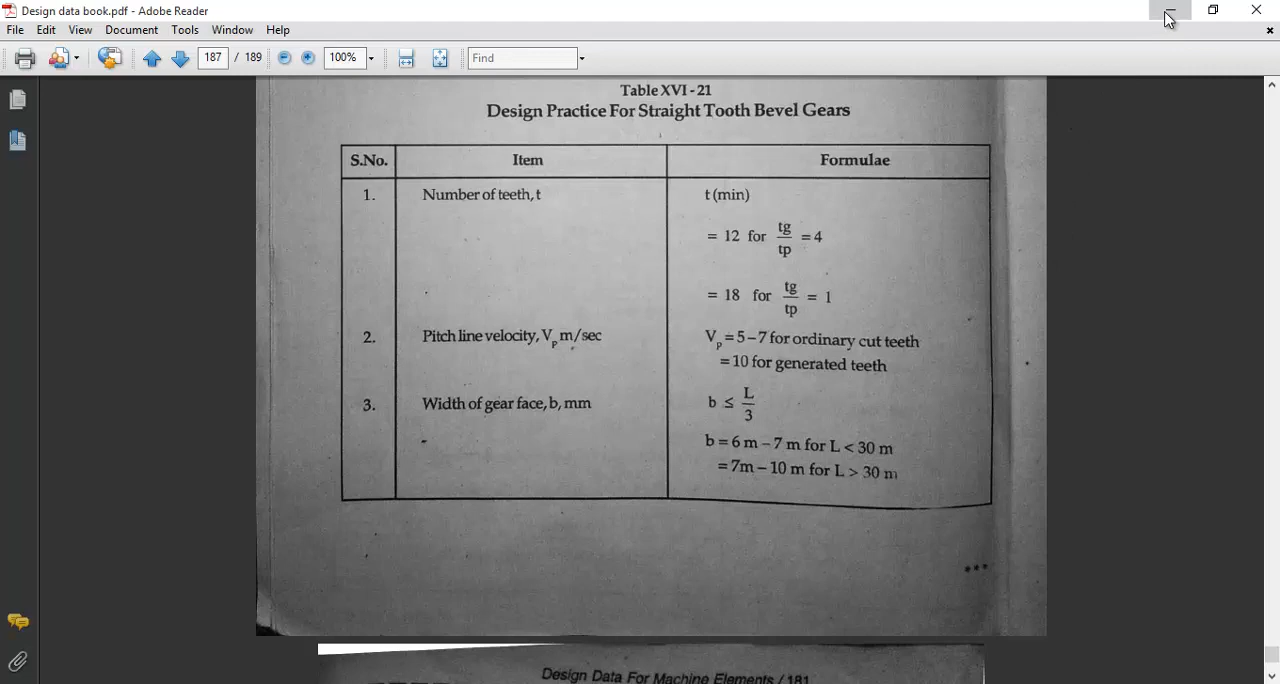 Design data book.pdf - Adobe Reader
File Edit View Document Tools Window Help
187 / 189 100% Find
Table XVI - 21
Design Practice For Straight Tooth Bevel Gears
S.No. Item Formulae
1. Number of teeth, t t (min)
= 12 for tg/tp = 4
= 18 for tg/tp = 1
2. Pitch line velocity, Vp m/sec Vp = 5 – 7 for ordinary cut teeth
= 10 for generated teeth
3. Width of gear face, b, mm b ≤ L/3
b = 6 m – 7 m for L < 30 m
= 7m – 10 m for L > 30 m
Design Data For Machine Elements / 181